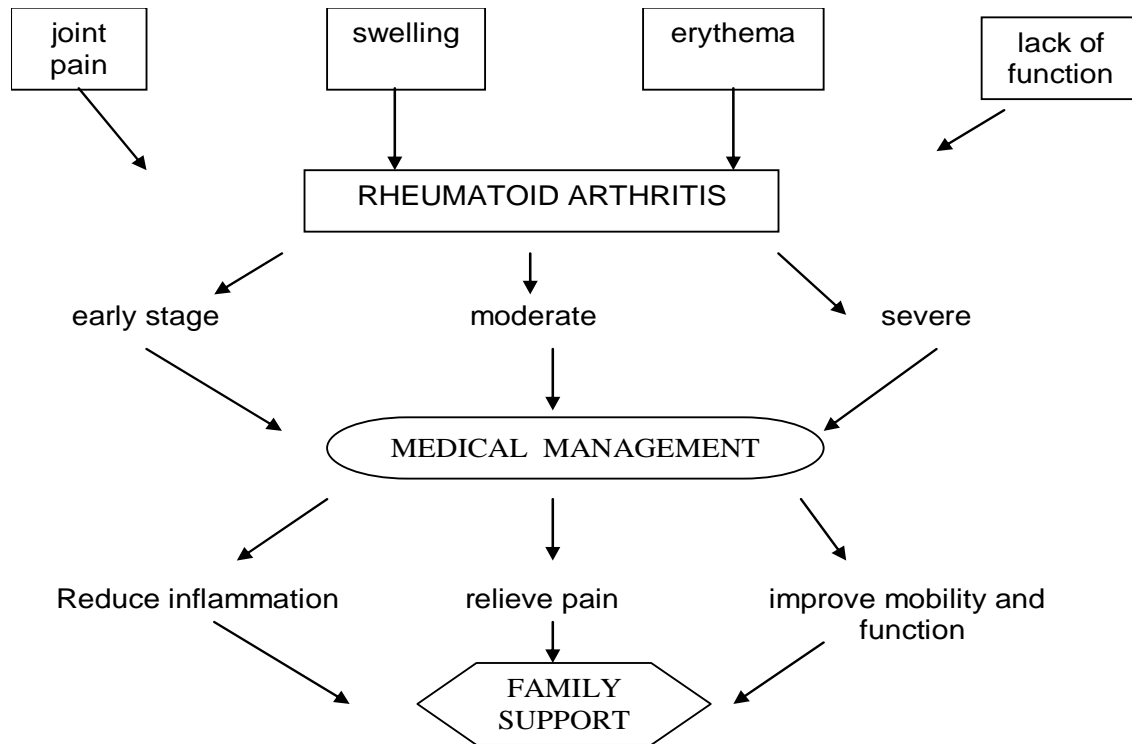 joint
pain
swelling
erythema
lack of
function
RHEUMATOID ARTHRITIS
early stage
moderate
severe
MEDICAL MANAGEMENT
Reduce inflammation
relieve pain
improve mobility and
function
FAMILY
SUPPORT